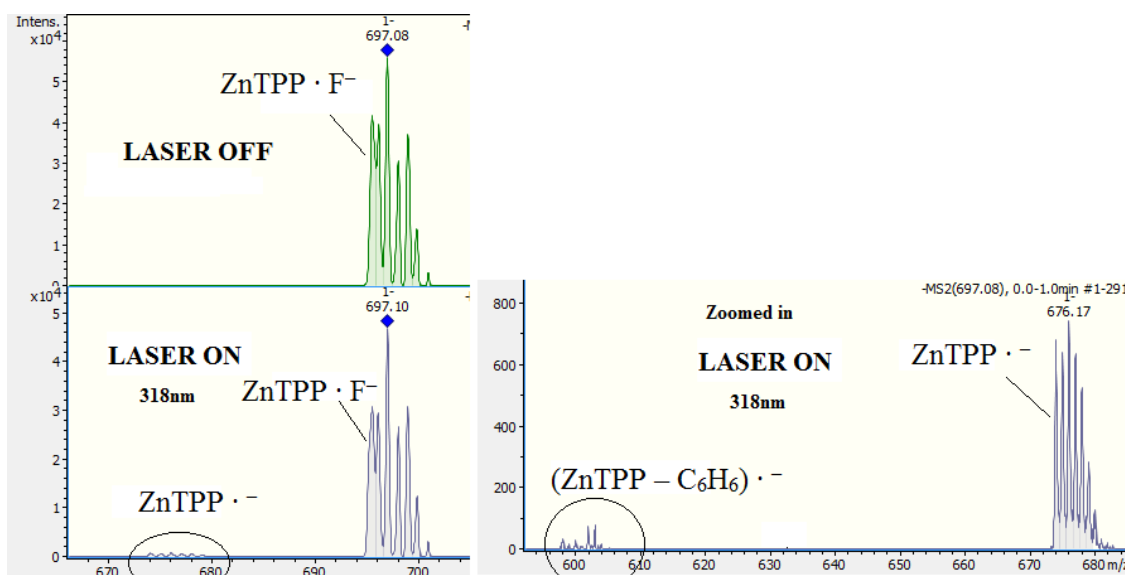 Intens.
x10⁴
1-
697.08
ZnTPP · F⁻
LASER OFF
5
4
3
2
1
0
x10⁴
1-
697.10
5
LASER ON
318nm
ZnTPP · F⁻
4
3
2
ZnTPP · ⁻
1
0
670
680
690
700
-MS2(697.08), 0.0-1.0min #1-291
1-
676.17
800
Zoomed in
LASER ON
318nm
ZnTPP · ⁻
600
400
(ZnTPP – C₆H₆) · ⁻
200
0
600
610
620
630
640
650
660
670
680
m/z